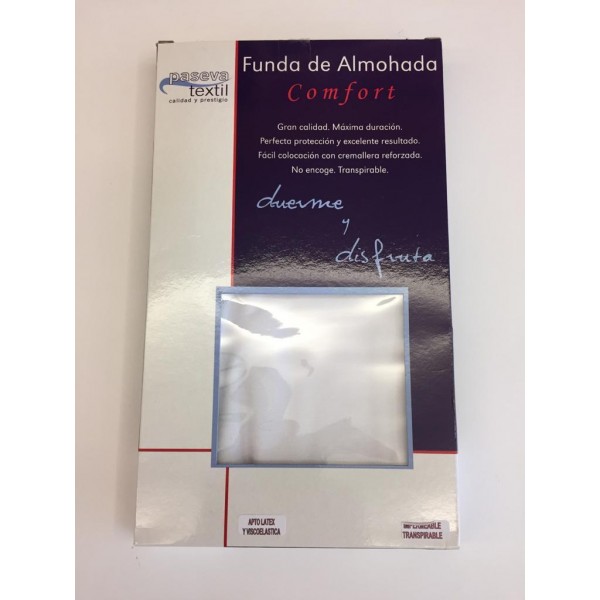 paseva
textil
calidad y prestigio
Funda de Almohada
Comfort
Gran calidad. Máxima duración.
Perfecta protección y excelente resultado.
Fácil colocación con cremallera reforzada.
No encoge. Transpirable.
duerme
y
disfruta
APTO LATEX
Y VISCOELASTICA
IMPERMEABLE
TRANSPIRABLE